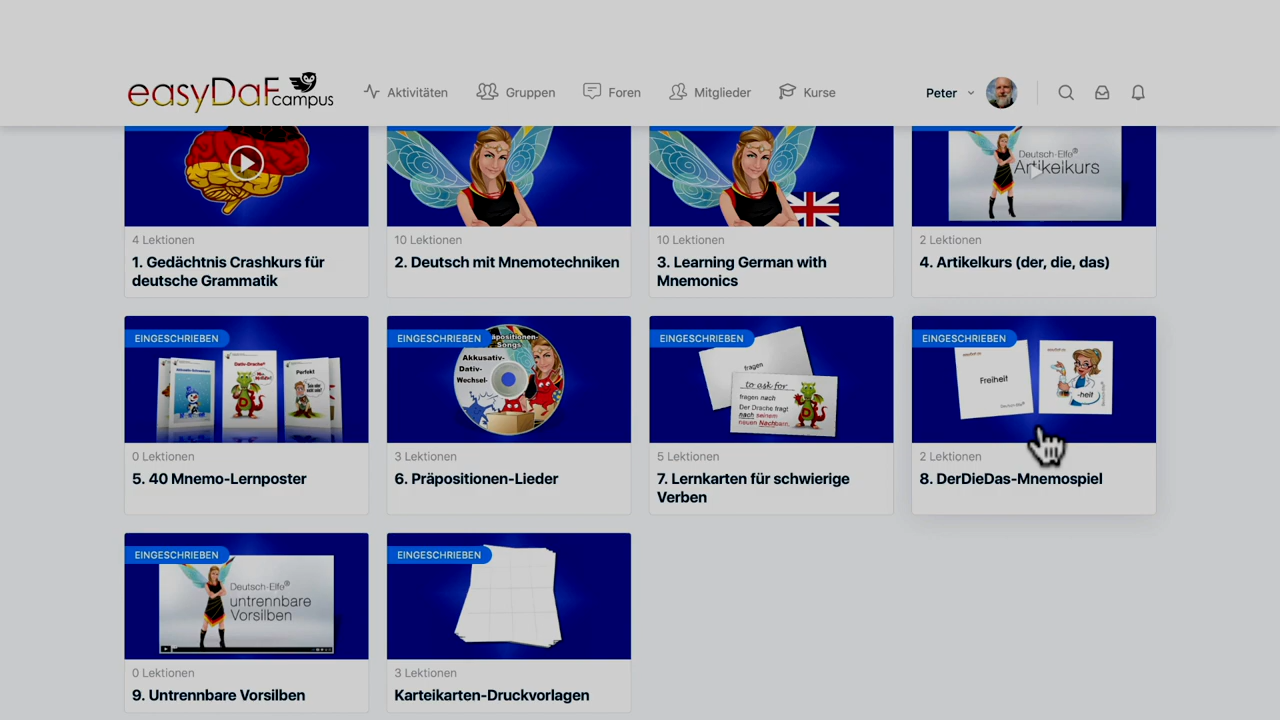 easyDaF campus
Aktivitäten
Gruppen
Foren
Mitglieder
Kurse
Peter
4 Lektionen
1. Gedächtnis Crashkurs für
deutsche Grammatik
10 Lektionen
2. Deutsch mit Mnemotechniken
10 Lektionen
3. Learning German with
Mnemonics
Deutsch-Elfe®
Artikelkurs
2 Lektionen
4. Artikelkurs (der, die, das)
EINGESCHRIEBEN
Dativ-Drache
Perfekt
0 Lektionen
5. 40 Mnemo-Lernposter
EINGESCHRIEBEN
Songs
Akkusativ-
Dativ-
Wechsel-
3 Lektionen
6. Präpositionen-Lieder
EINGESCHRIEBEN
fragen
to ask for
fragen nach
Der Drache fragt
nach seinem
neuen Nachbarn.
5 Lektionen
7. Lernkarten für schwierige
Verben
EINGESCHRIEBEN
Freiheit
-heit
2 Lektionen
8. DerDieDas-Mnemospiel
EINGESCHRIEBEN
Deutsch-Elfe®
untrennbare
Vorsilben
0 Lektionen
9. Untrennbare Vorsilben
EINGESCHRIEBEN
3 Lektionen
Karteikarten-Druckvorlagen